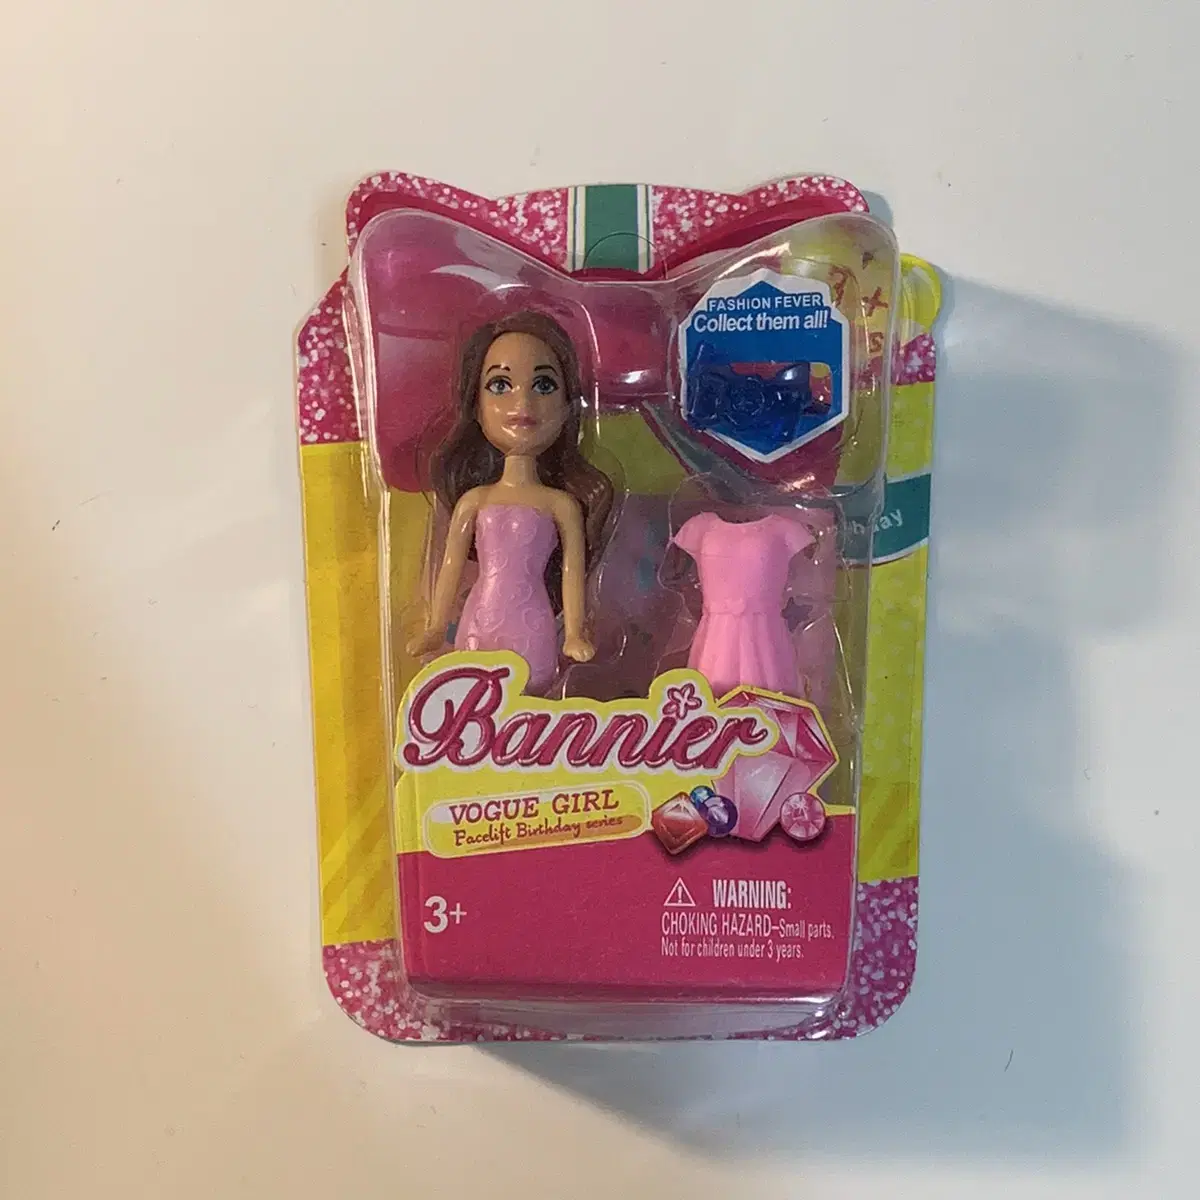 FASHION FEVER
Collect them all!
Bannier
VOGUE GIRL
Facelift Birthday series
3+
WARNING:
CHOKING HAZARD–Small parts.
Not for children under 3 years.